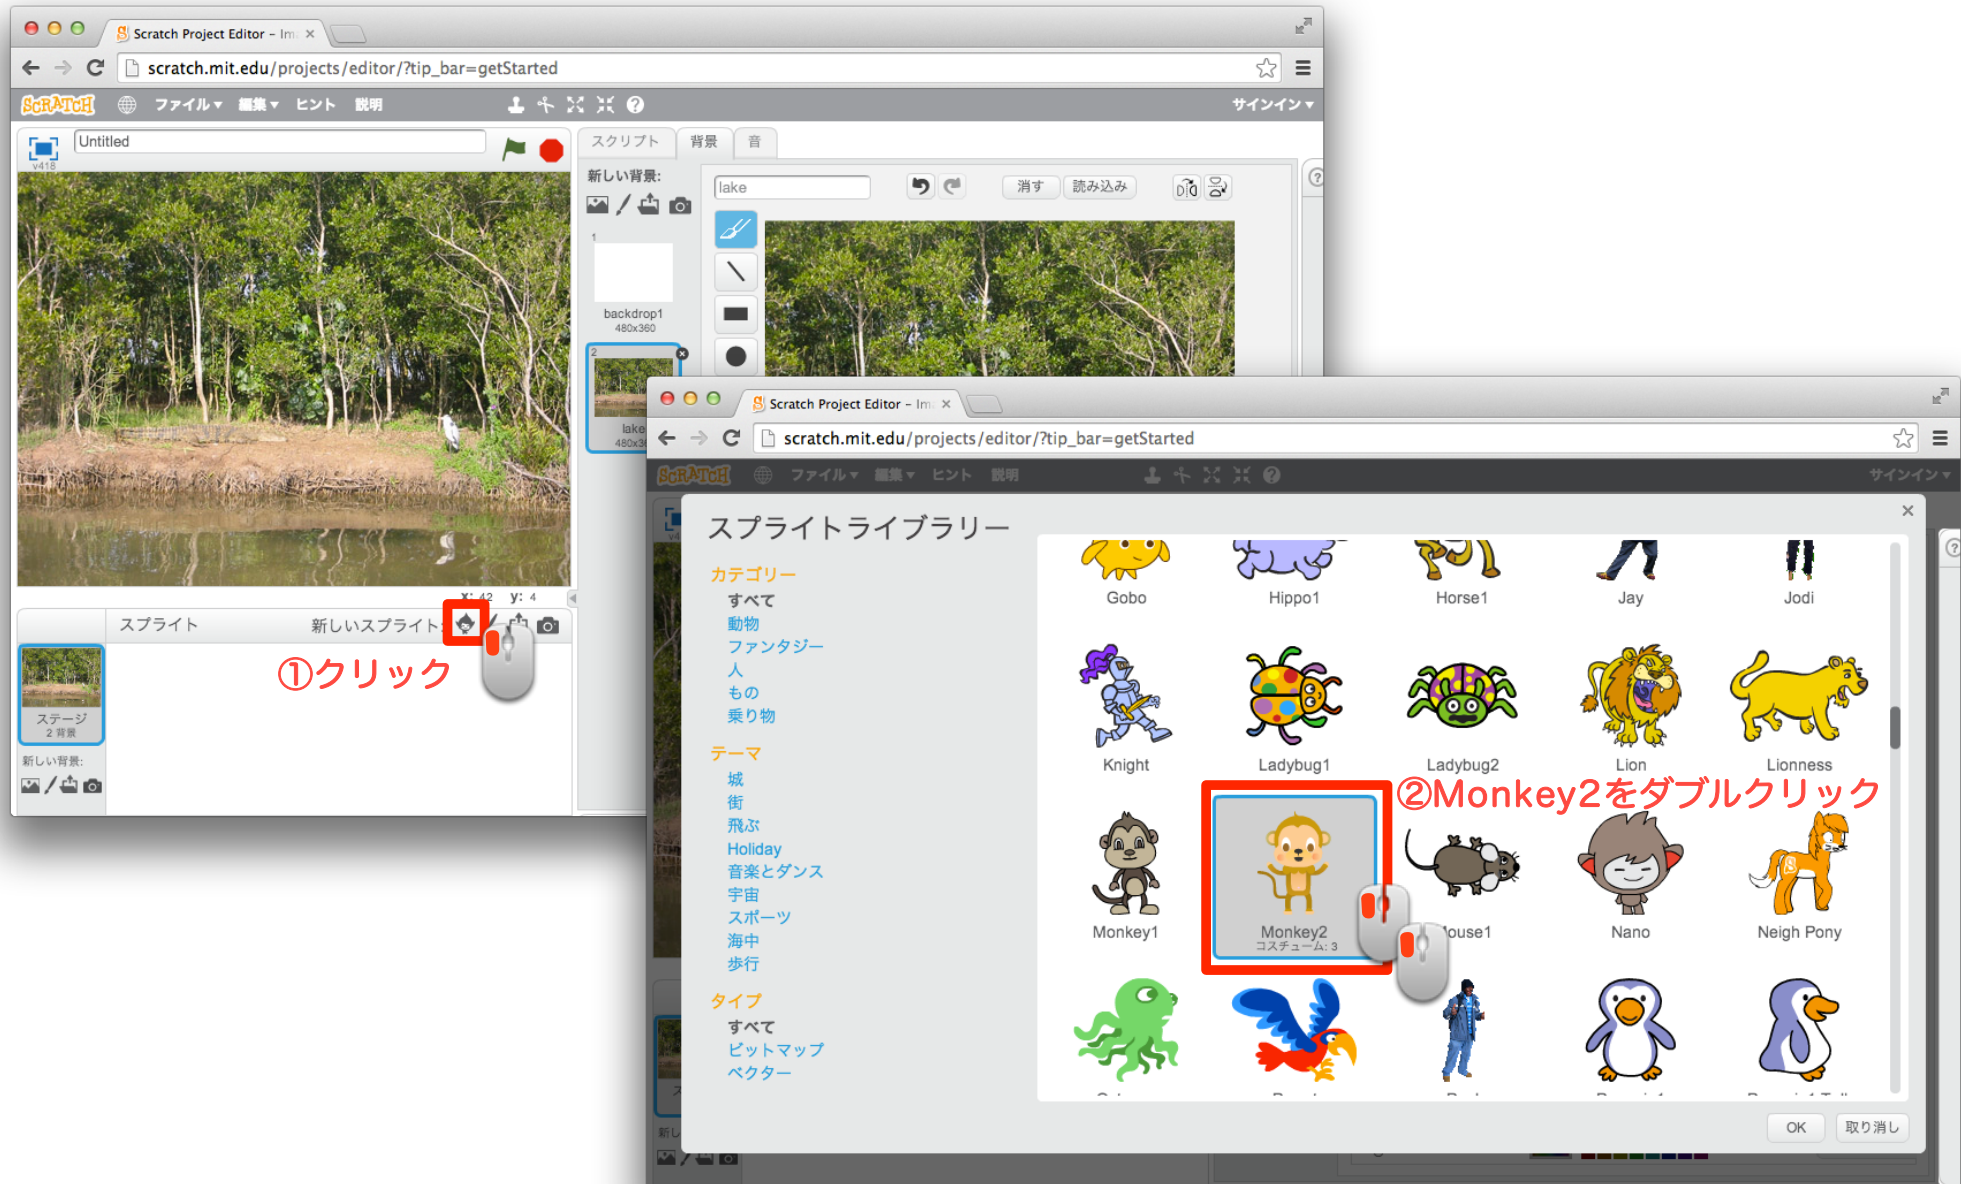 Scratch Project Editor – Im
scratch.mit.edu/projects/editor/?tip_bar=getStarted
SCRATCH
ファイル▼ 編集▼ ヒント 説明
サインイン▼
Untitled
v418
スクリプト 背景 音
新しい背景:
lake
消す 読み込み
1
backdrop1
480x360
2
lake
480x36
x: 42 y: 4
スプライト
新しいスプライト:
①クリック
ステージ
2 背景
新しい背景:
Scratch Project Editor – Im
scratch.mit.edu/projects/editor/?tip_bar=getStarted
SCRATCH
ファイル▼ 編集▼ ヒント 説明
サインイン▼
スプライトライブラリー
カテゴリー
すべて
動物
ファンタジー
人
もの
乗り物
テーマ
城
街
飛ぶ
Holiday
音楽とダンス
宇宙
スポーツ
海中
歩行
タイプ
すべて
ビットマップ
ベクター
Gobo Hippo1 Horse1 Jay Jodi
Knight Ladybug1 Ladybug2 Lion Lionness
②Monkey2をダブルクリック
Monkey1 Monkey2 ouse1 Nano Neigh Pony
コスチューム: 3
OK 取り消し
新し